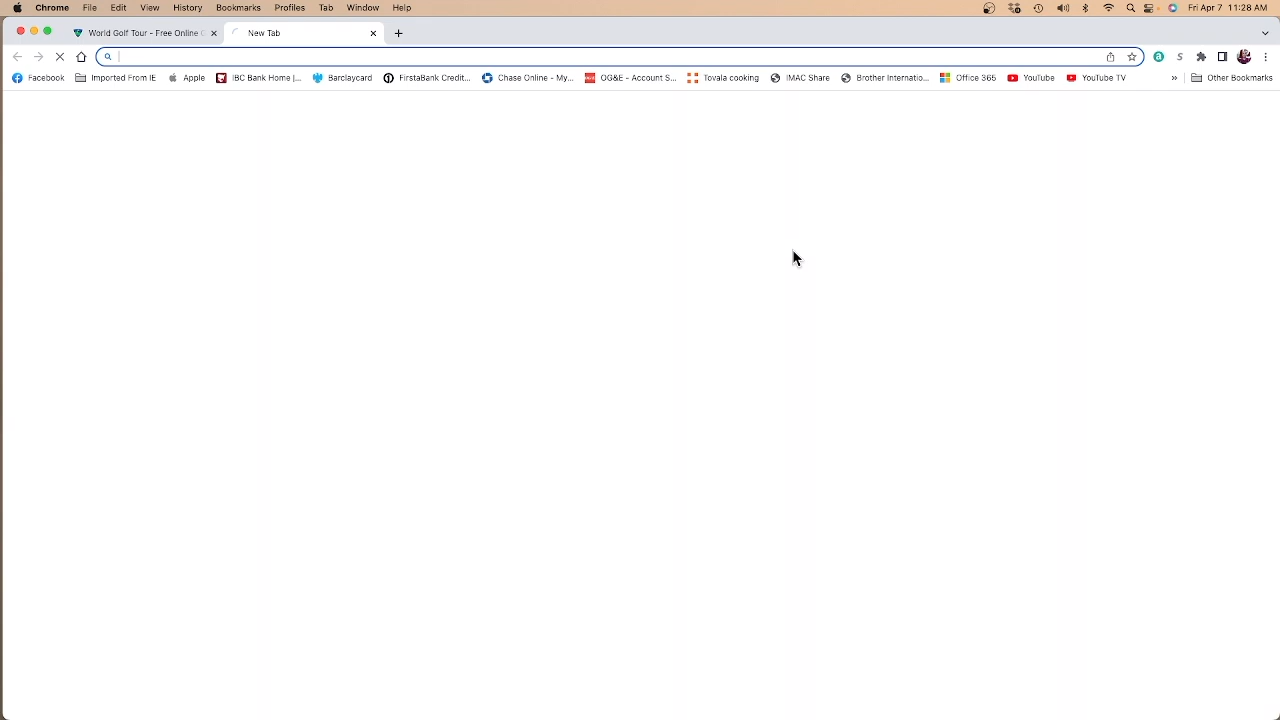 Chrome File Edit View History Bookmarks Profiles Tab Window Help Fri Apr 7 11:28 AM
World Golf Tour - Free Online New Tab
Facebook Imported From IE Apple IBC Bank Home |... Barclaycard FirstaBank Credit... Chase Online - My... OG&E - Account S... Tovala cooking IMAC Share Brother Internatio... Office 365 YouTube YouTube TV » Other Bookmarks